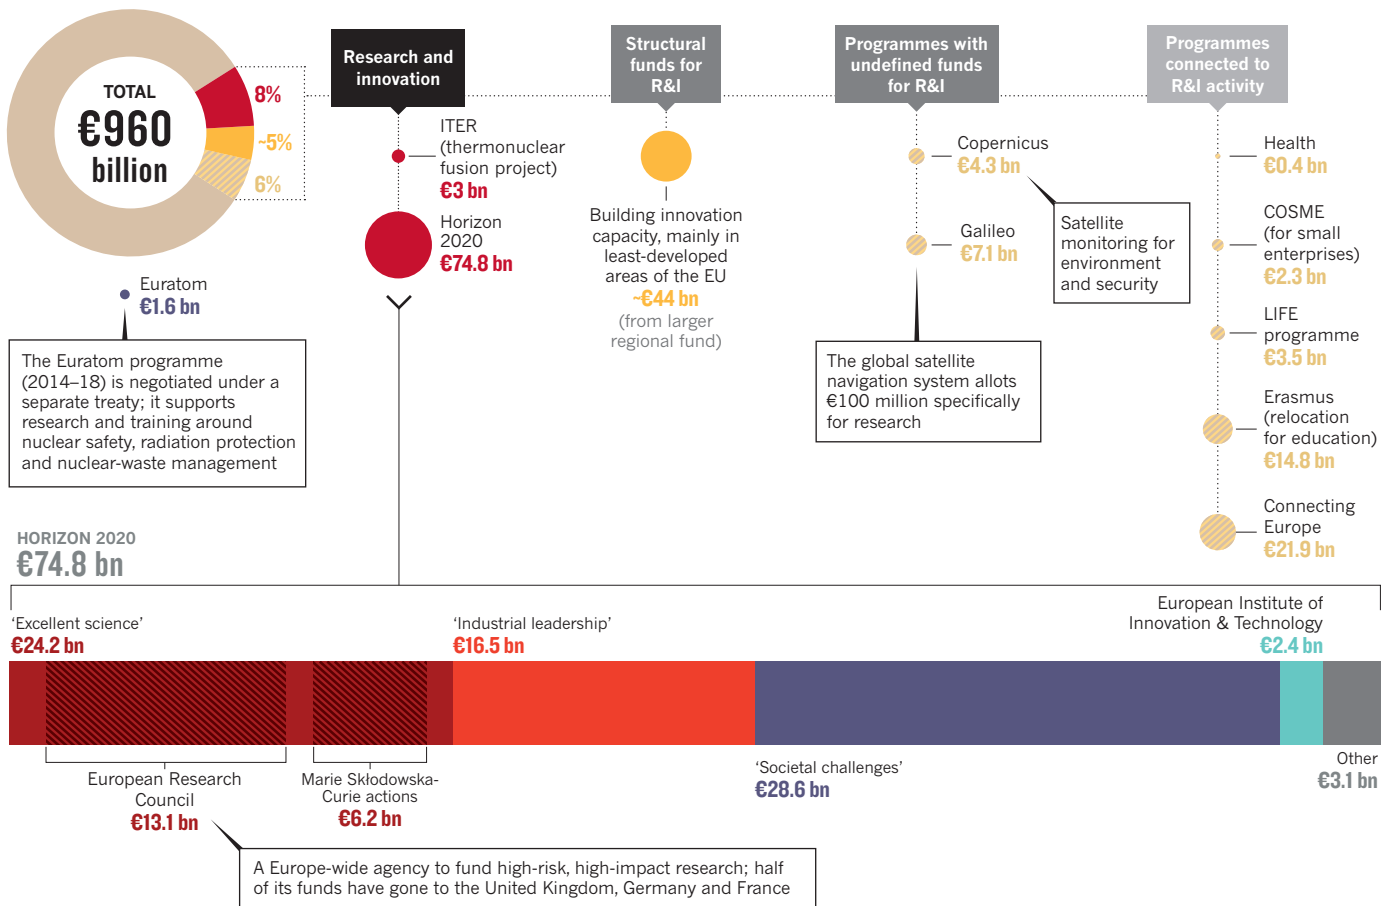 TOTAL
€960
billion
8%
~5%
6%
Euratom
€1.6 bn
The Euratom programme
(2014–18) is negotiated under a
separate treaty; it supports
research and training around
nuclear safety, radiation protection
and nuclear-waste management
Research and
innovation
ITER
(thermonuclear
fusion project)
€3 bn
Horizon
2020
€74.8 bn
Structural
funds for
R&I
Building innovation
capacity, mainly in
least-developed
areas of the EU
~€44 bn
(from larger
regional fund)
Programmes with
undefined funds
for R&I
Copernicus
€4.3 bn
Satellite
monitoring for
environment
and security
Galileo
€7.1 bn
The global satellite
navigation system allots
€100 million specifically
for research
Programmes
connected to
R&I activity
Health
€0.4 bn
COSME
(for small
enterprises)
€2.3 bn
LIFE
programme
€3.5 bn
Erasmus
(relocation
for education)
€14.8 bn
Connecting
Europe
€21.9 bn
HORIZON 2020
€74.8 bn
‘Excellent science’
€24.2 bn
‘Industrial leadership’
€16.5 bn
European Institute of
Innovation & Technology
€2.4 bn
European Research
Council
€13.1 bn
Marie Skłodowska-
Curie actions
€6.2 bn
‘Societal challenges’
€28.6 bn
Other
€3.1 bn
A Europe-wide agency to fund high-risk, high-impact research; half
of its funds have gone to the United Kingdom, Germany and France